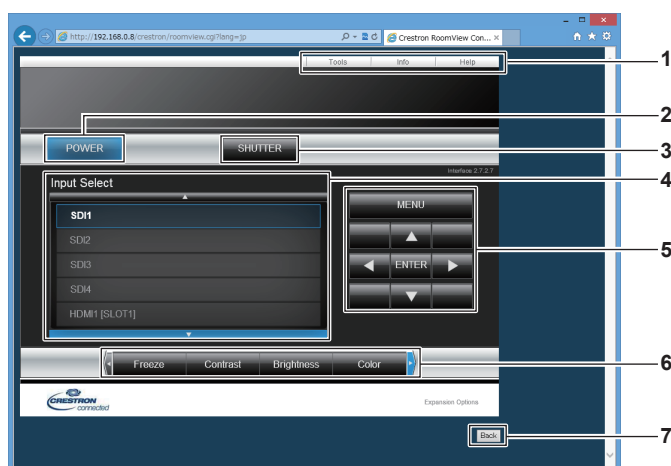 http://192.168.0.8/crestron/roomview.cgi?lang=jp
Crestron RoomView Con...
Tools Info Help
1
POWER
2
SHUTTER
3
Interface 2.7.2.7
4
Input Select
MENU
SDI1
SDI2
SDI3
ENTER
5
SDI4
HDMI1 [SLOT1]
Freeze Contrast Brightness Color
6
CRESTRON
connected
Expansion Options
Back
7